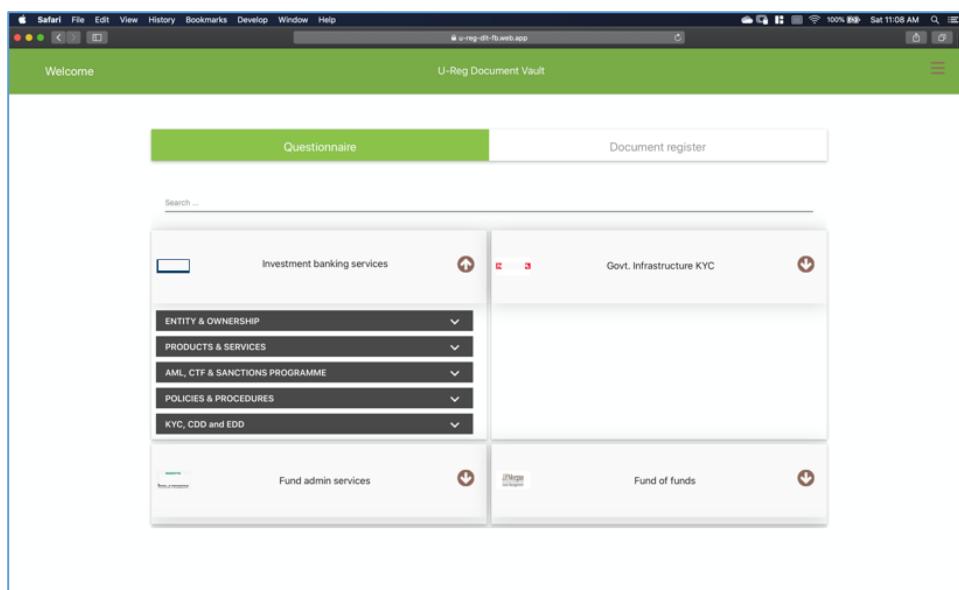 Safari File Edit View History Bookmarks Develop Window Help 100% Sat 11:08 AM
u-reg-dlt-fb.web.app
Welcome U-Reg Document Vault
Questionnaire Document register
Search ...
Investment banking services Govt. Infrastructure KYC
ENTITY & OWNERSHIP
PRODUCTS & SERVICES
AML, CTF & SANCTIONS PROGRAMME
POLICIES & PROCEDURES
KYC, CDD and EDD
Fund admin services J.P.Morgan Fund of funds